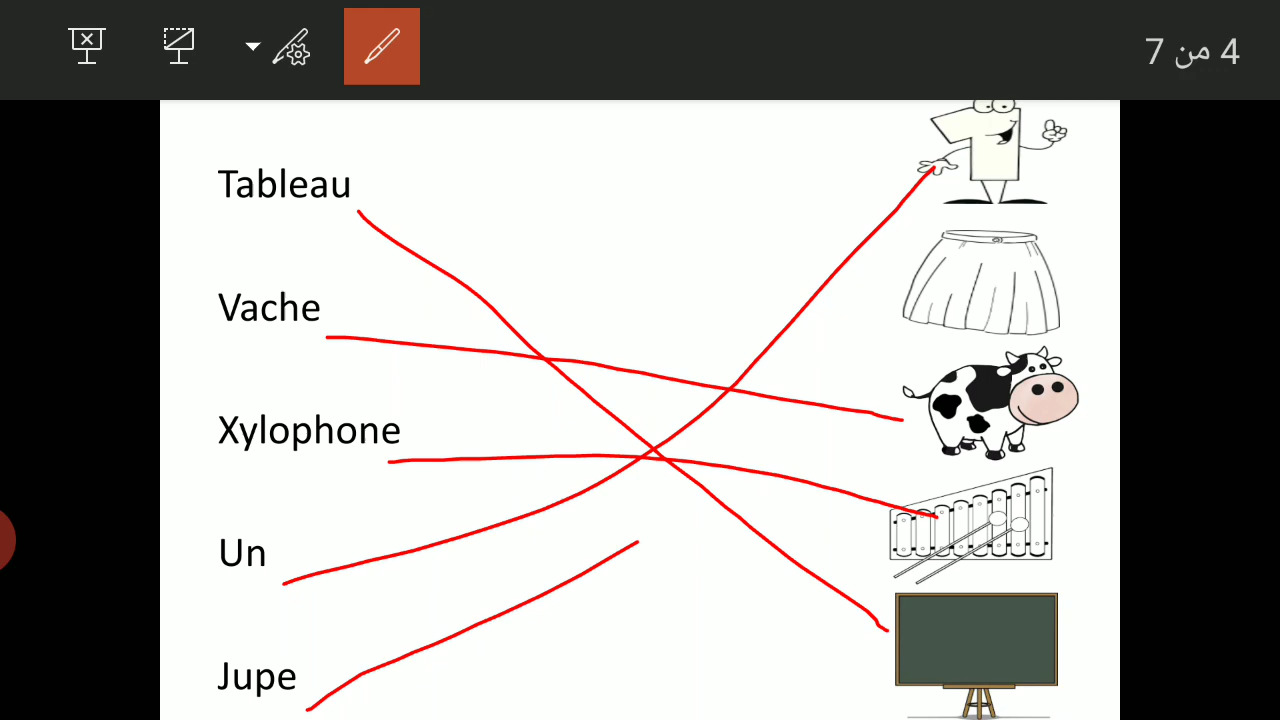 4 من 7
Tableau
Vache
Xylophone
Un
Jupe